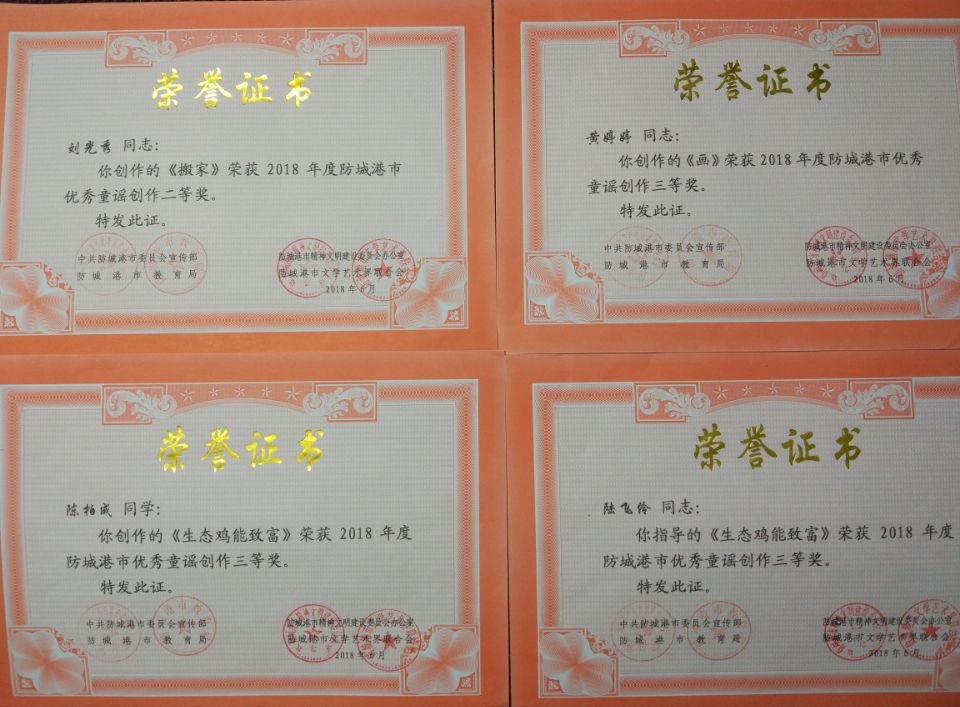 荣誉证书
刘光秀 同志：
你创作的《搬家》荣获 2018 年度防城港市
优秀童谣创作二等奖。
特发此证。
中共防城港市委员会宣传部
防城港市教育局
防城港市精神文明建设委员会办公室
防城港市文学艺术界联合会
2018 年 6 月
荣誉证书
黄婷婷 同志：
你创作的《画》荣获 2018 年度防城港市优秀
童谣创作三等奖。
特发此证。
中共防城港市委员会宣传部
防城港市教育局
防城港市精神文明建设委员会办公室
防城港市文学艺术界联合会
2018 年 6 月
荣誉证书
陈柏成 同学：
你创作的《生态鸡能致富》荣获 2018 年度
防城港市优秀童谣创作三等奖。
特发此证。
中共防城港市委员会宣传部
防城港市教育局
防城港市精神文明建设委员会办公室
防城港市文学艺术界联合会
2018 年 6 月
荣誉证书
陆飞伶 同志：
你指导的《生态鸡能致富》荣获 2018 年度
防城港市优秀童谣创作三等奖。
特发此证。
中共防城港市委员会宣传部
防城港市教育局
防城港市精神文明建设委员会办公室
防城港市文学艺术界联合会
2018 年 6 月